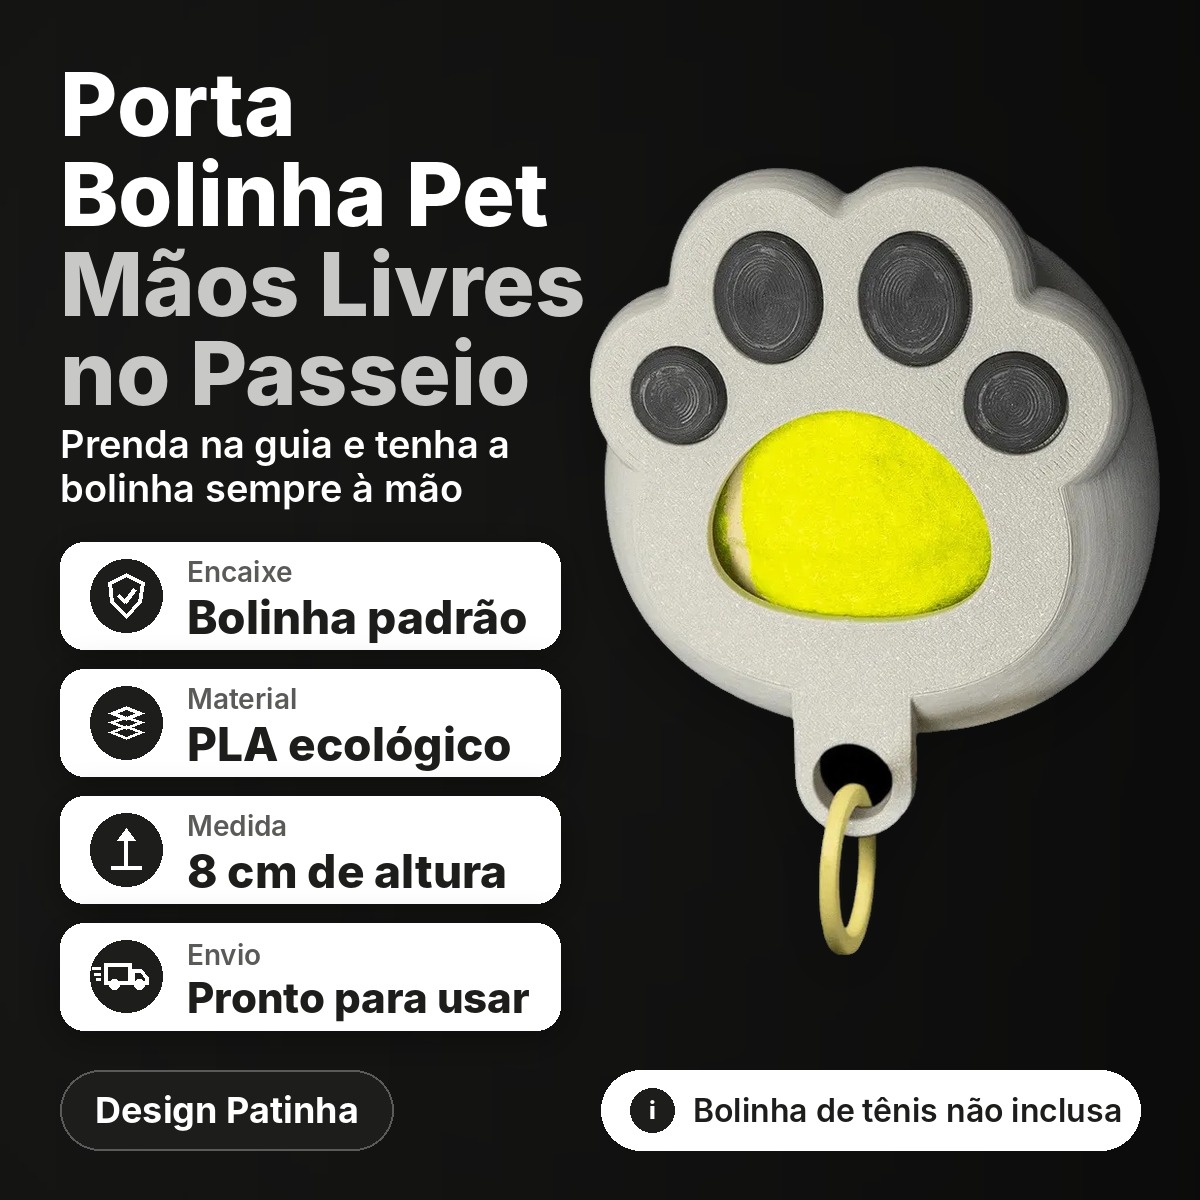 Porta
Bolinha Pet
Mãos Livres
no Passeio
Prenda na guia e tenha a
bolinha sempre à mão
Encaixe
Bolinha padrão
Material
PLA ecológico
Medida
8 cm de altura
Envio
Pronto para usar
Design Patinha
i Bolinha de tênis não inclusa